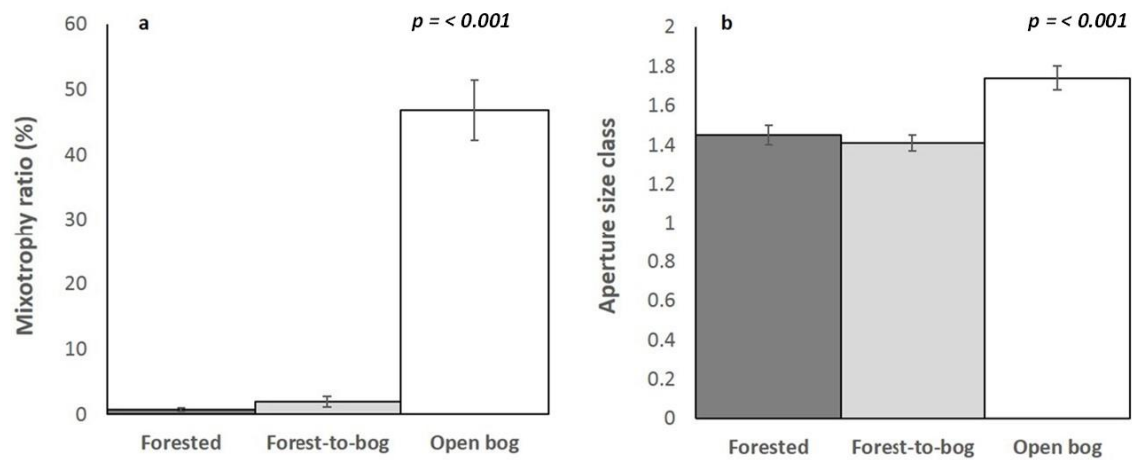 a
p = < 0.001
60
50
40
30
20
10
0
Mixotrophy ratio (%)
Forested
Forest-to-bog
Open bog
b
p = < 0.001
2
1.8
1.6
1.4
1.2
1
0.8
0.6
0.4
0.2
0
Aperture size class
Forested
Forest-to-bog
Open bog